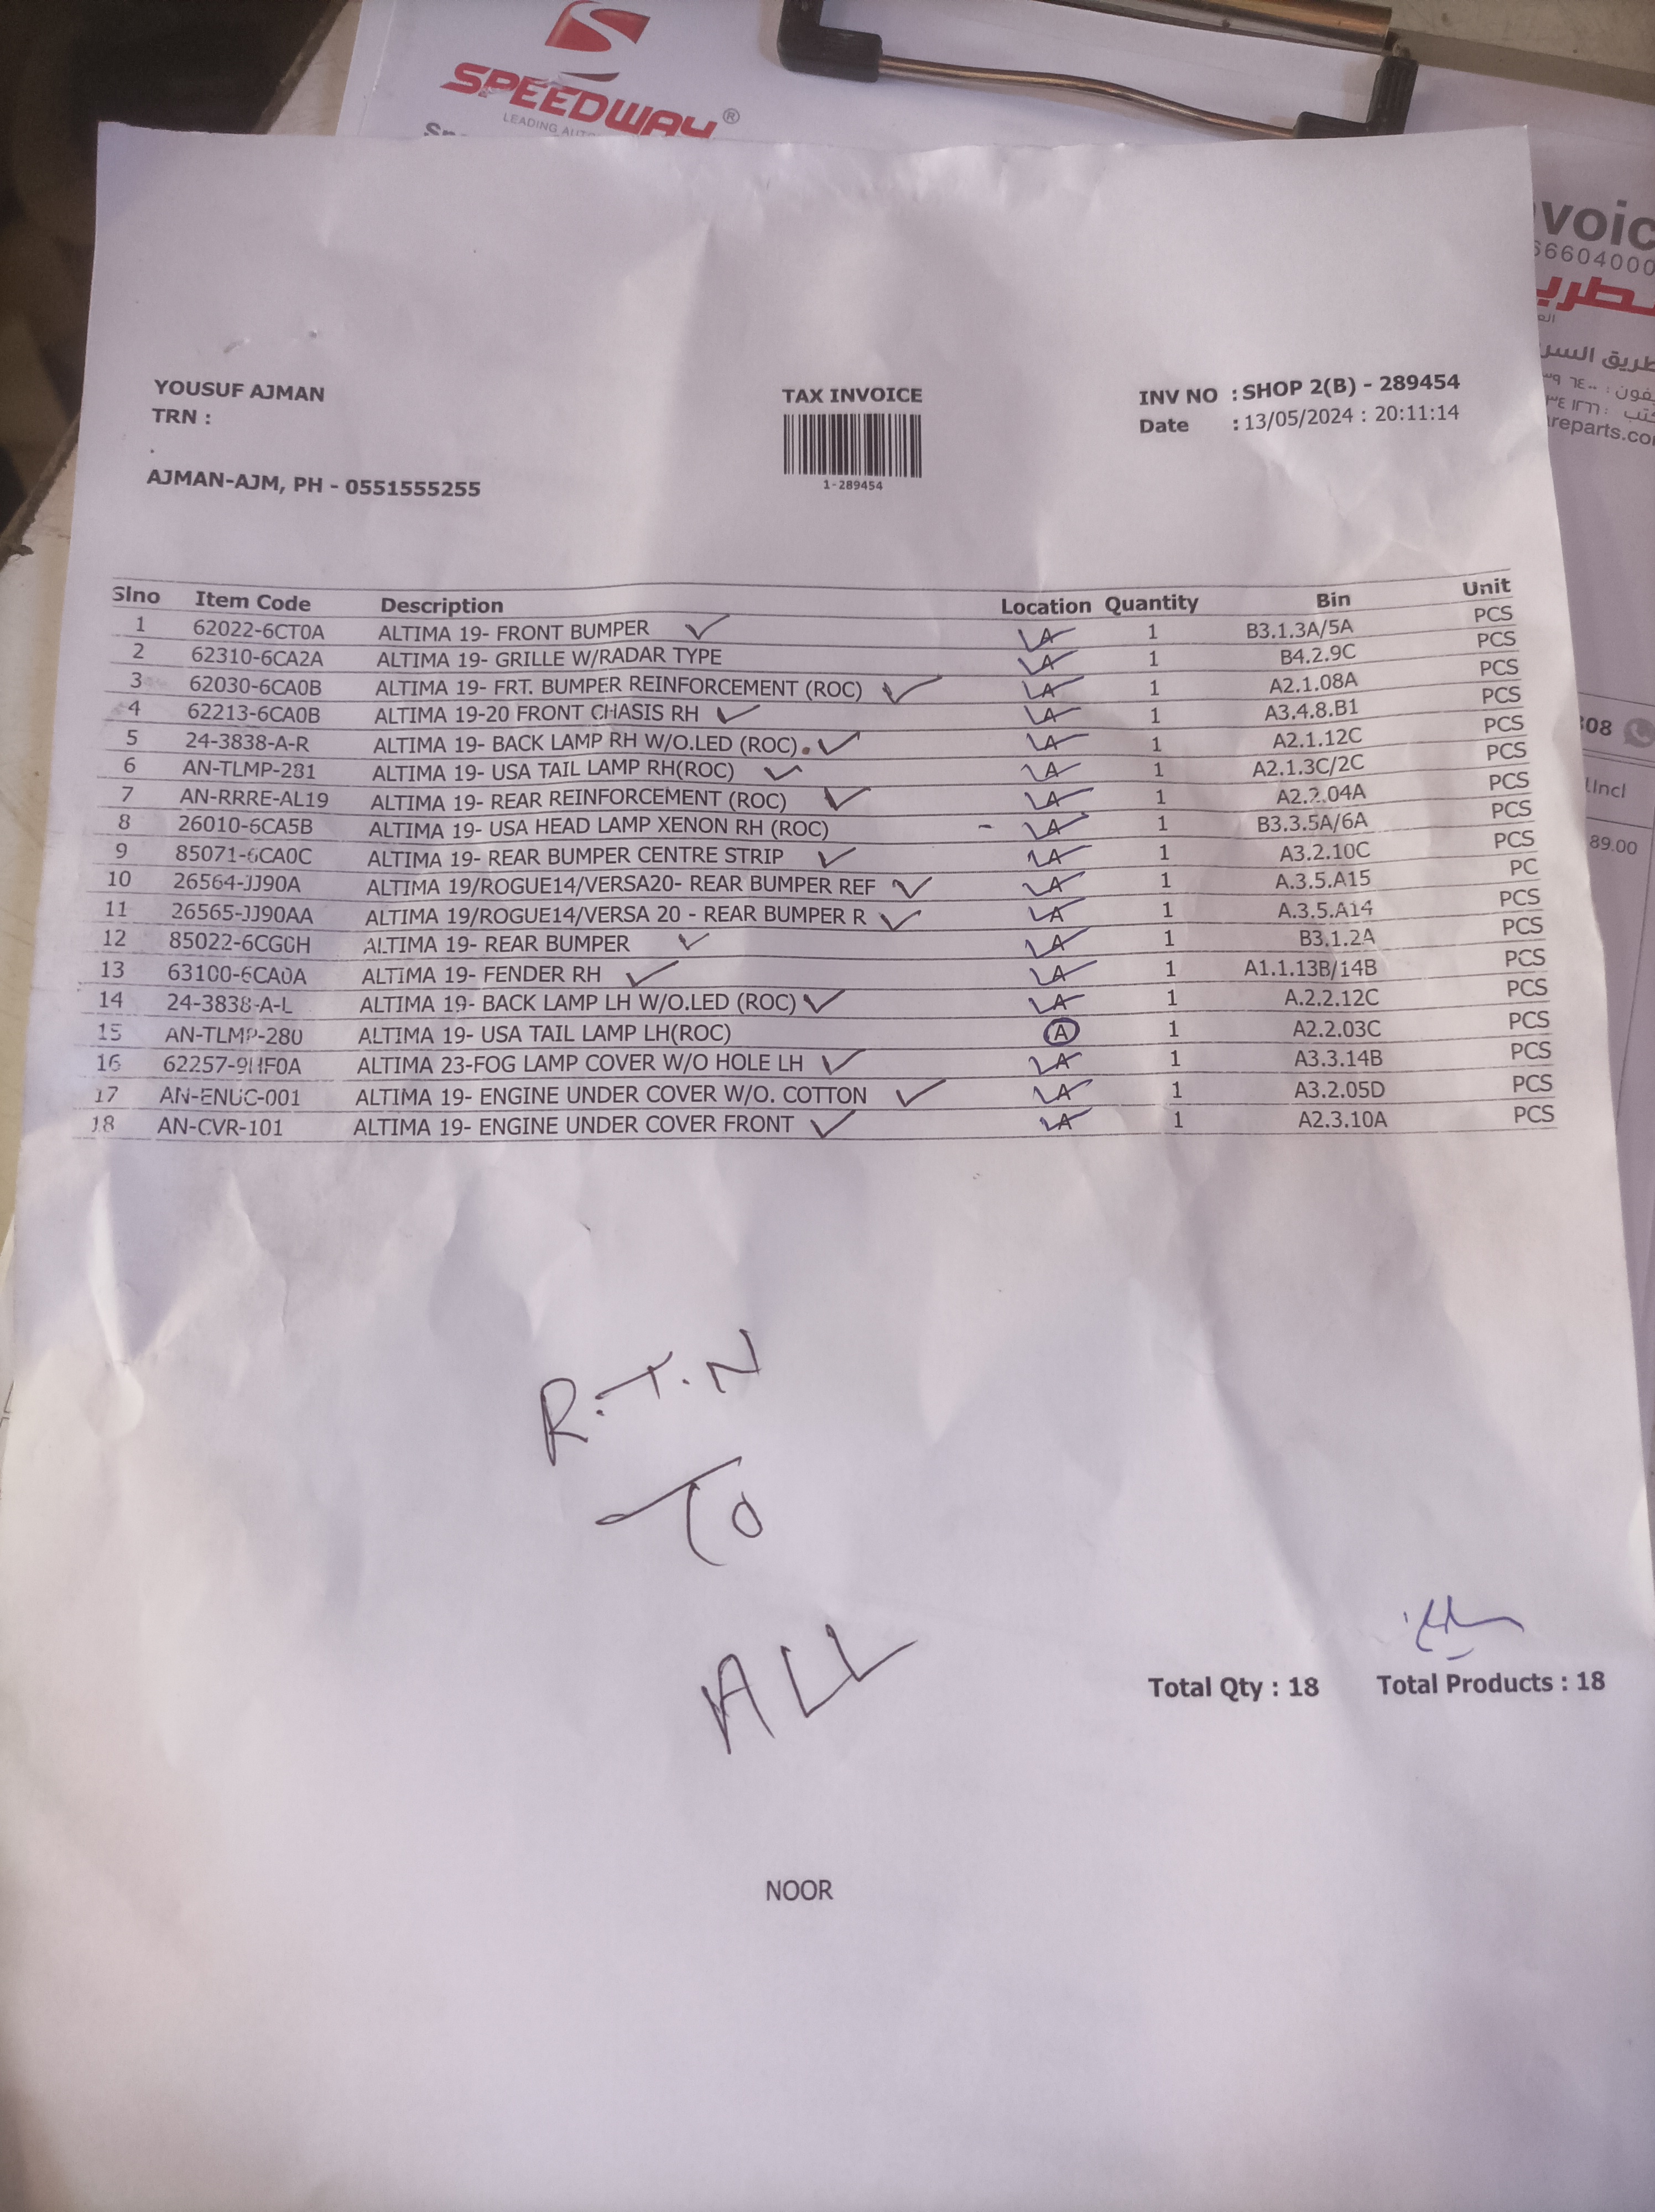 SPEEDWAY®
LEADING
voic
6604000
reparts.co
08
Incl
89.00
YOUSUF AJMAN
TRN :
.
AJMAN-AJM, PH - 0551555255
TAX INVOICE
1-289454
INV NO : SHOP 2(B) - 289454
Date : 13/05/2024 : 20:11:14
Slno Item Code Description Location Quantity Bin Unit
1 62022-6CT0A ALTIMA 19- FRONT BUMPER ✓ A 1 B3.1.3A/5A PCS
2 62310-6CA2A ALTIMA 19- GRILLE W/RADAR TYPE A 1 B4.2.9C PCS
3 62030-6CA0B ALTIMA 19- FRT. BUMPER REINFORCEMENT (ROC) ✓ A 1 A2.1.08A PCS
4 62213-6CA0B ALTIMA 19-20 FRONT CHASIS RH ✓ A 1 A3.4.8.B1 PCS
5 24-3838-A-R ALTIMA 19- BACK LAMP RH W/O.LED (ROC) ✓ A 1 A2.1.12C PCS
6 AN-TLMP-281 ALTIMA 19- USA TAIL LAMP RH(ROC) ✓ A 1 A2.1.3C/2C PCS
7 AN-RRRE-AL19 ALTIMA 19- REAR REINFORCEMENT (ROC) ✓ A 1 A2.2.04A PCS
8 26010-6CA5B ALTIMA 19- USA HEAD LAMP XENON RH (ROC) - A 1 B3.3.5A/6A PCS
9 85071-6CA0C ALTIMA 19- REAR BUMPER CENTRE STRIP ✓ A 1 A3.2.10C PCS
10 26564-JJ90A ALTIMA 19/ROGUE14/VERSA20- REAR BUMPER REF ✓ A 1 A.3.5.A15 PC
11 26565-JJ90AA ALTIMA 19/ROGUE14/VERSA 20 - REAR BUMPER R ✓ A 1 A.3.5.A14 PCS
12 85022-6CG0H ALTIMA 19- REAR BUMPER ✓ A 1 B3.1.2A PCS
13 63100-6CA0A ALTIMA 19- FENDER RH ✓ A 1 A1.1.13B/14B PCS
14 24-3838-A-L ALTIMA 19- BACK LAMP LH W/O.LED (ROC) ✓ A 1 A.2.2.12C PCS
15 AN-TLMP-280 ALTIMA 19- USA TAIL LAMP LH(ROC) A 1 A2.2.03C PCS
16 62257-9HF0A ALTIMA 23-FOG LAMP COVER W/O HOLE LH ✓ A 1 A3.3.14B PCS
17 AN-ENUC-001 ALTIMA 19- ENGINE UNDER COVER W/O. COTTON ✓ A 1 A3.2.05D PCS
18 AN-CVR-101 ALTIMA 19- ENGINE UNDER COVER FRONT ✓ A 1 A2.3.10A PCS
R.T.N
To
ALL
Total Qty : 18 Total Products : 18
NOOR